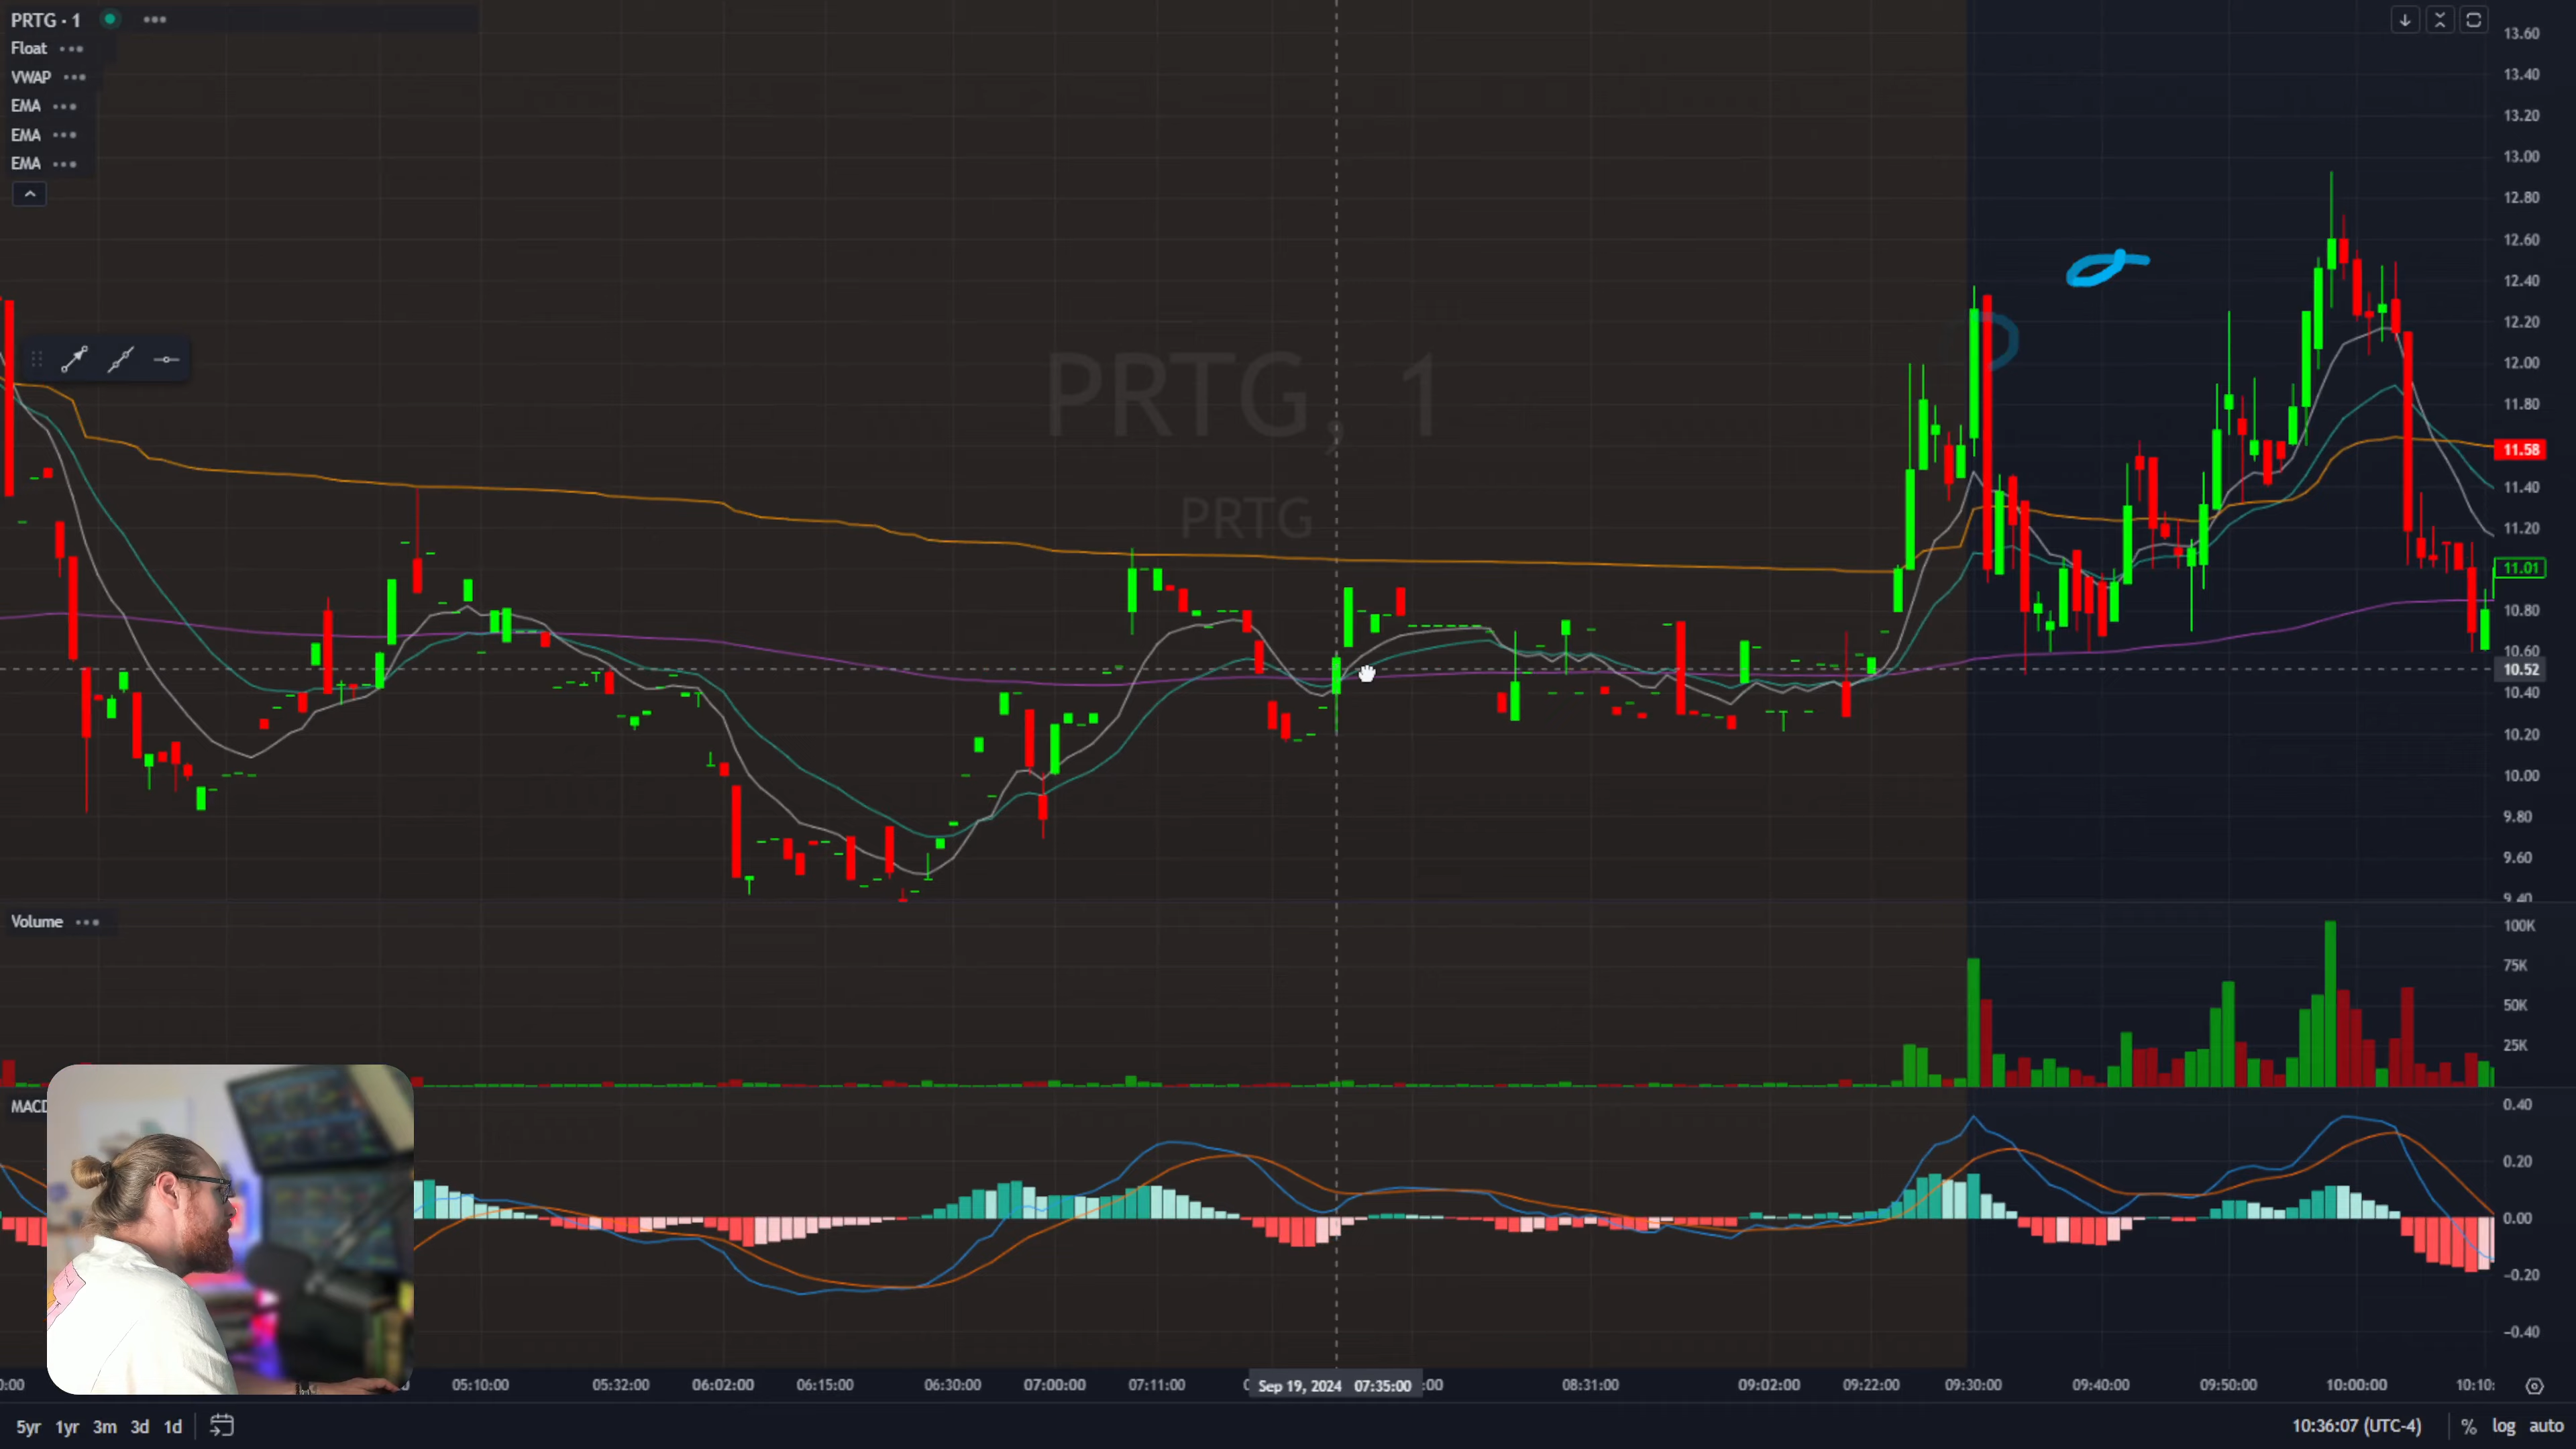 PRTG · 1
Float
VWAP
EMA
EMA
EMA
PRTG, 1
PRTG
13.60
13.40
13.20
13.00
12.80
12.60
12.40
12.20
12.00
11.80
11.58
11.40
11.20
11.01
10.80
10.60
10.52
10.40
10.20
10.00
9.80
9.60
9.40
Volume
100K
75K
50K
25K
MACD
0.40
0.20
0.00
-0.20
-0.40
0:00 05:10:00 05:32:00 06:02:00 06:15:00 06:30:00 07:00:00 07:11:00 Sep 19, 2024 07:35:00 :00 08:31:00 09:02:00 09:22:00 09:30:00 09:40:00 09:50:00 10:00:00 10:10:
5yr 1yr 3m 3d 1d 10:36:07 (UTC-4) % log auto